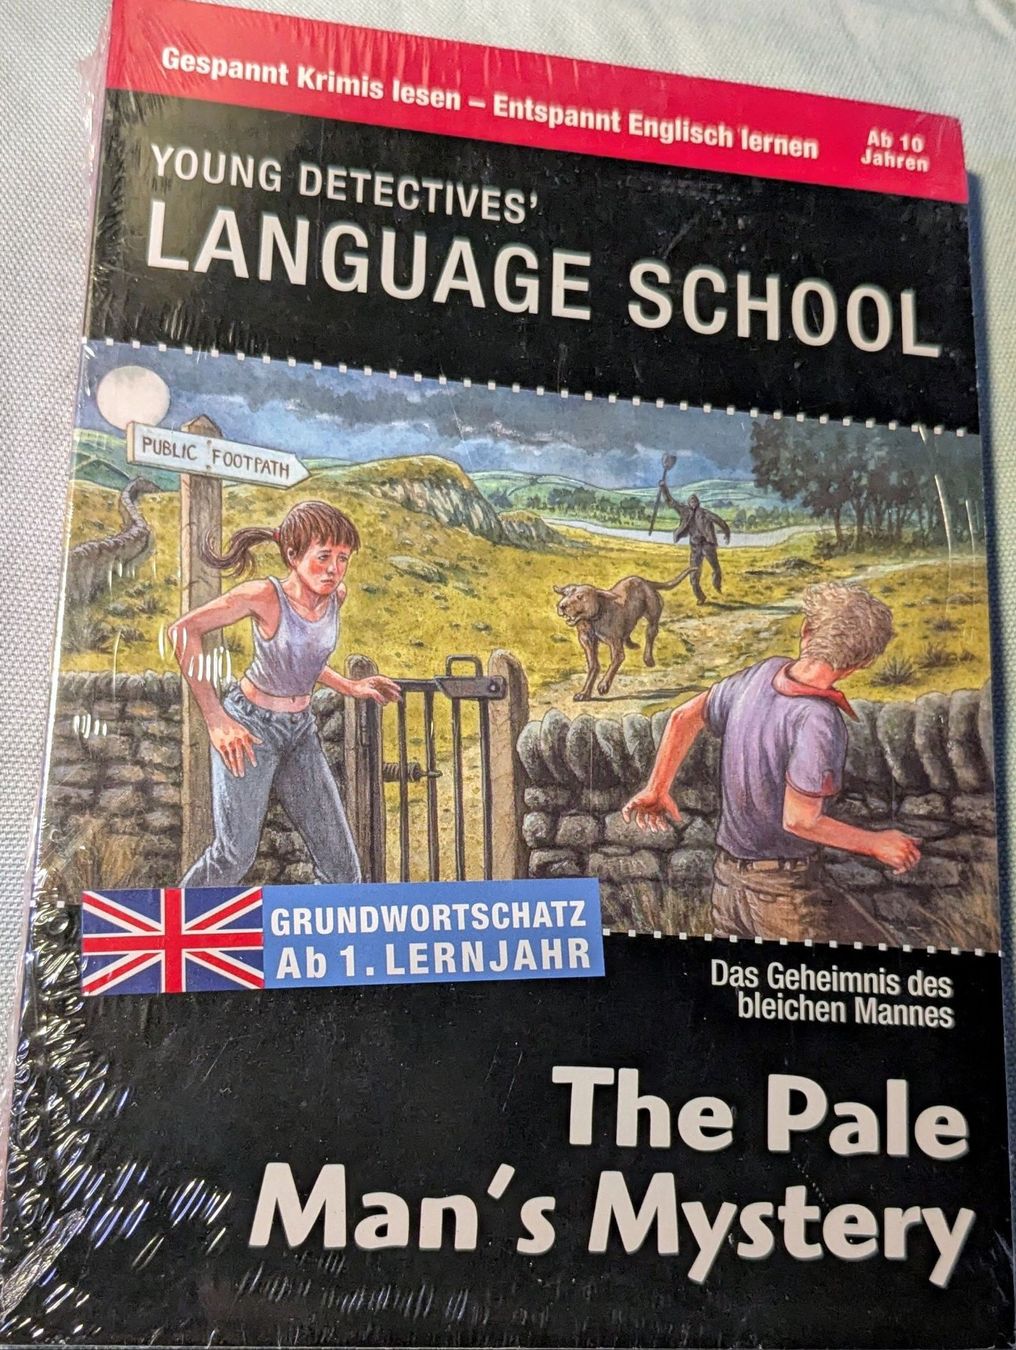 Gespannt Krimis lesen – Entspannt Englisch lernen
Ab 10
Jahren
YOUNG DETECTIVES'
LANGUAGE SCHOOL
PUBLIC FOOTPATH
GRUNDWORTSCHATZ
Ab 1. LERNJAHR
Das Geheimnis des
bleichen Mannes
The Pale
Man's Mystery